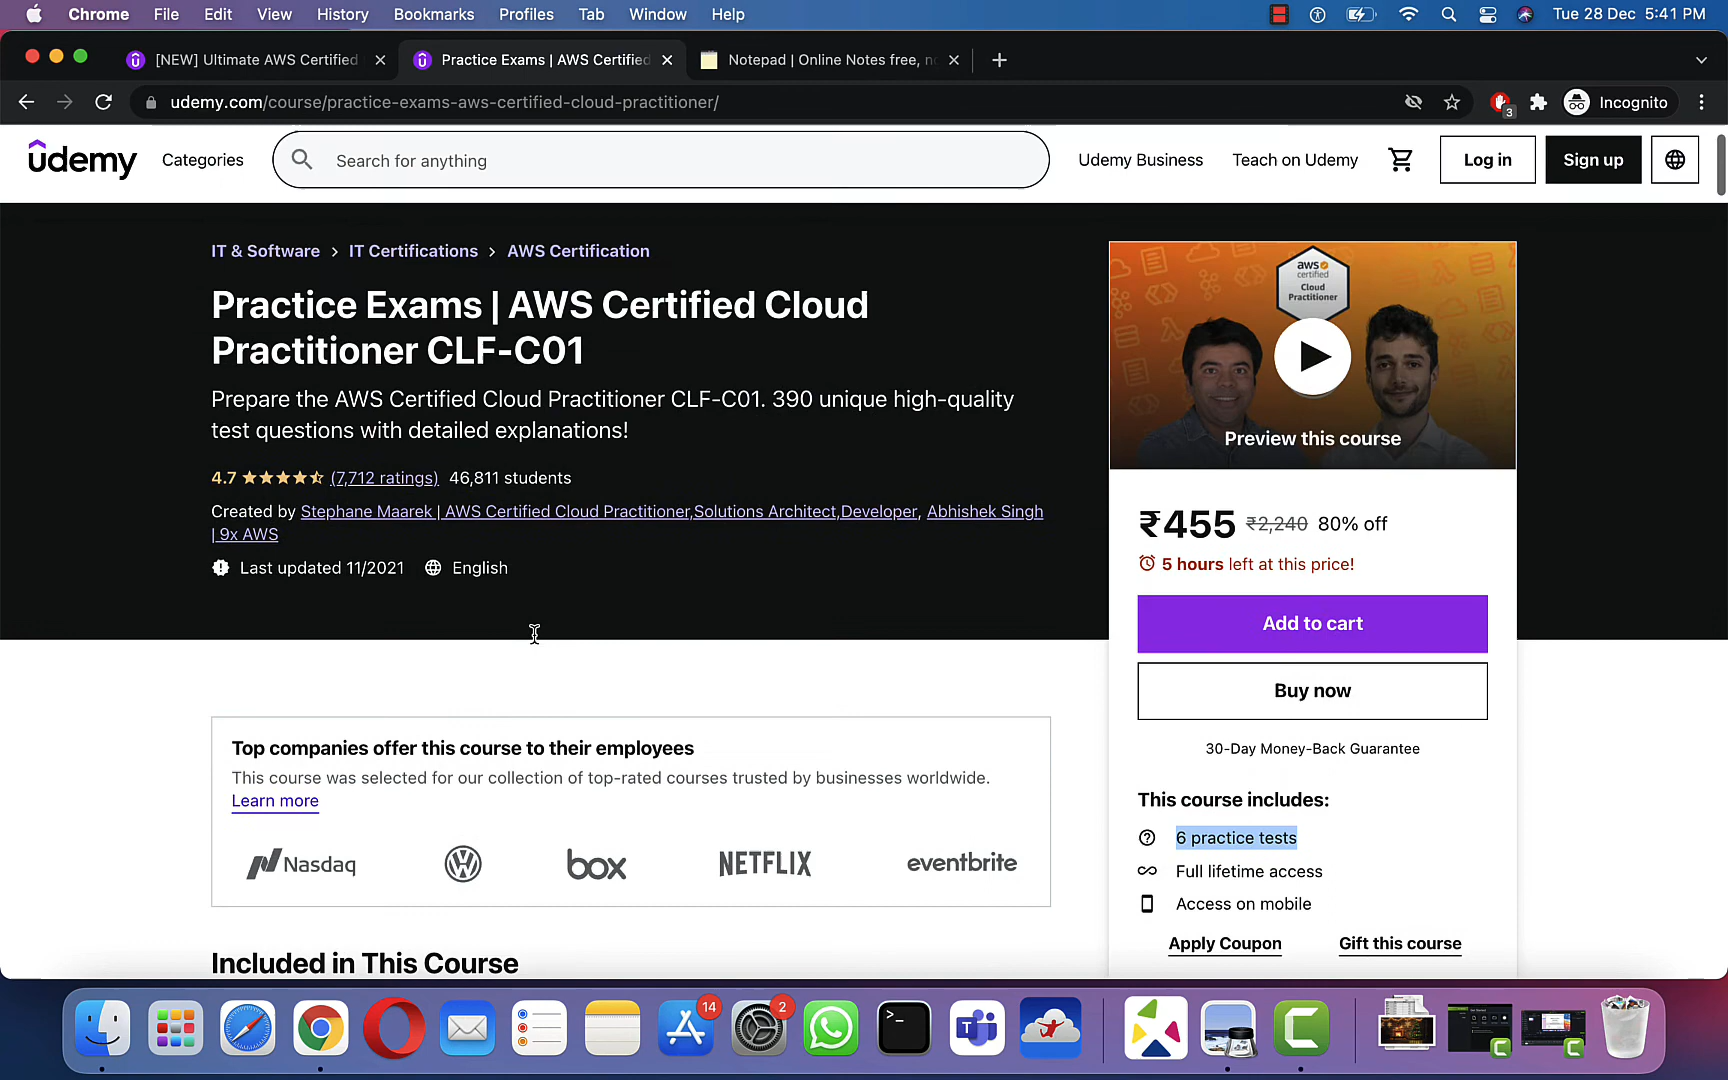 Chrome File Edit View History Bookmarks Profiles Tab Window Help Tue 28 Dec 5:41 PM
[NEW] Ultimate AWS Certified
Practice Exams | AWS Certified
Notepad | Online Notes free, n
udemy.com/course/practice-exams-aws-certified-cloud-practitioner/
3
Incognito
udemy
Categories
Search for anything
Udemy Business
Teach on Udemy
Log in
Sign up
IT & Software > IT Certifications > AWS Certification
Practice Exams | AWS Certified Cloud
Practitioner CLF-C01
Prepare the AWS Certified Cloud Practitioner CLF-C01. 390 unique high-quality
test questions with detailed explanations!
4.7 (7,712 ratings) 46,811 students
Created by Stephane Maarek | AWS Certified Cloud Practitioner,Solutions Architect,Developer, Abhishek Singh
| 9x AWS
Last updated 11/2021 English
aws
certified
Cloud
Practitioner
Preview this course
₹455 ₹2,240 80% off
5 hours left at this price!
Add to cart
Buy now
30-Day Money-Back Guarantee
This course includes:
6 practice tests
Full lifetime access
Access on mobile
Apply Coupon Gift this course
Top companies offer this course to their employees
This course was selected for our collection of top-rated courses trusted by businesses worldwide.
Learn more
Nasdaq
box
NETFLIX
eventbrite
Included in This Course
14
2